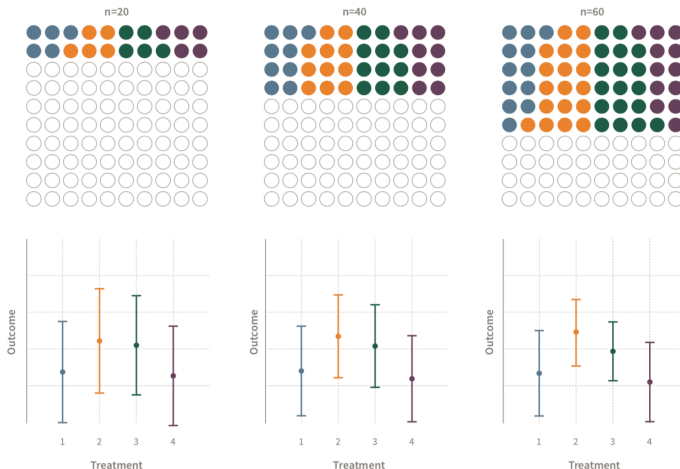 n=20 n=40 n=60
Outcome Outcome Outcome
1 2 3 4 1 2 3 4 1 2 3 4
Treatment Treatment Treatment